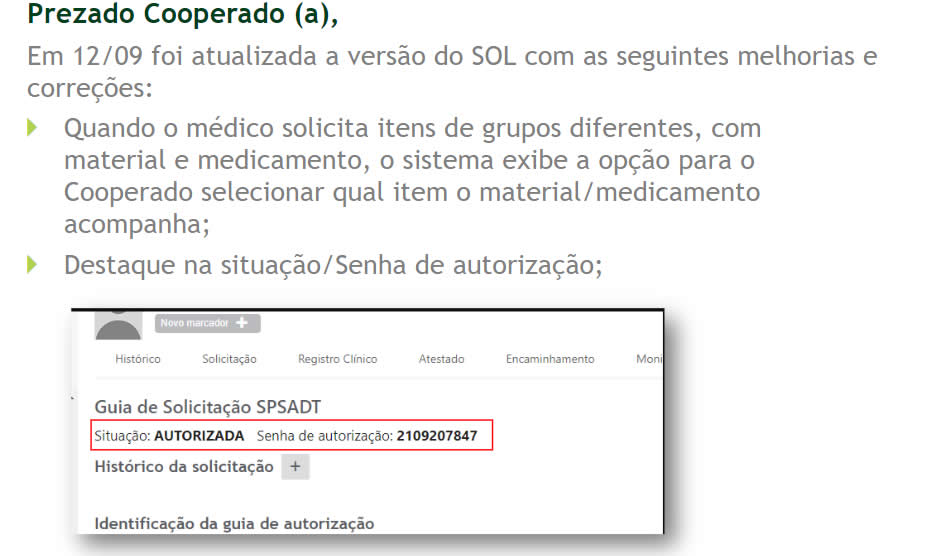 Prezado Cooperado (a),
Em 12/09 foi atualizada a versão do SOL com as seguintes melhorias e
correções:
Quando o médico solicita itens de grupos diferentes, com
material e medicamento, o sistema exibe a opção para o
Cooperado selecionar qual item o material/medicamento
acompanha;
Destaque na situação/Senha de autorização;
Novo marcador +
Histórico Solicitação Registro Clínico Atestado Encaminhamento Moni
Guia de Solicitação SPSADT
Situação: AUTORIZADA Senha de autorização: 2109207847
Histórico da solicitação +
Identificação da guia de autorização